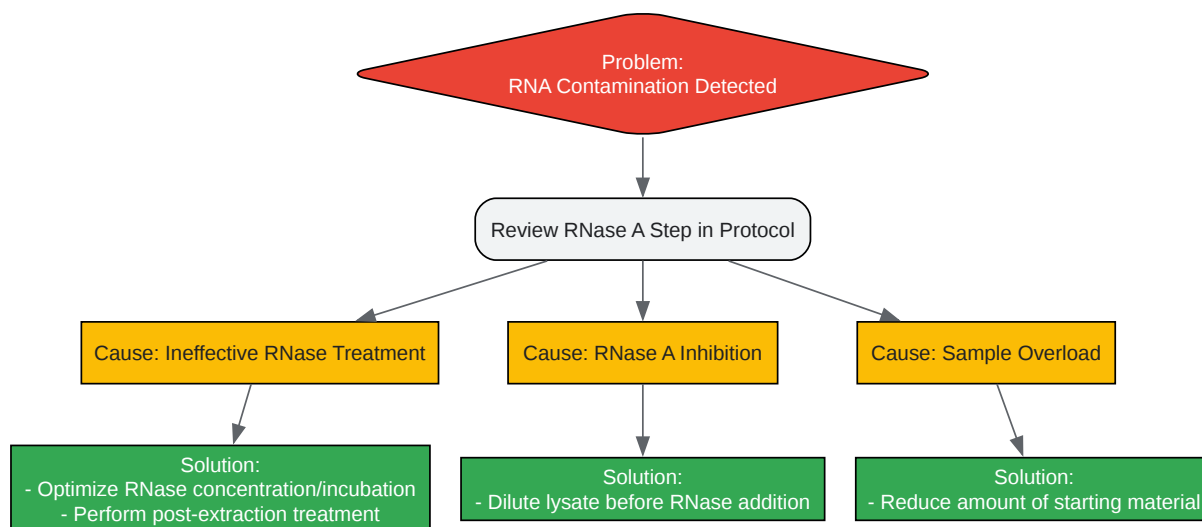 Problem:
RNA Contamination Detected
Review RNase A Step in Protocol
Cause: Ineffective RNase Treatment
Cause: RNase A Inhibition
Cause: Sample Overload
Solution:
- Optimize RNase concentration/incubation
- Perform post-extraction treatment
Solution:
- Dilute lysate before RNase addition
Solution:
- Reduce amount of starting material